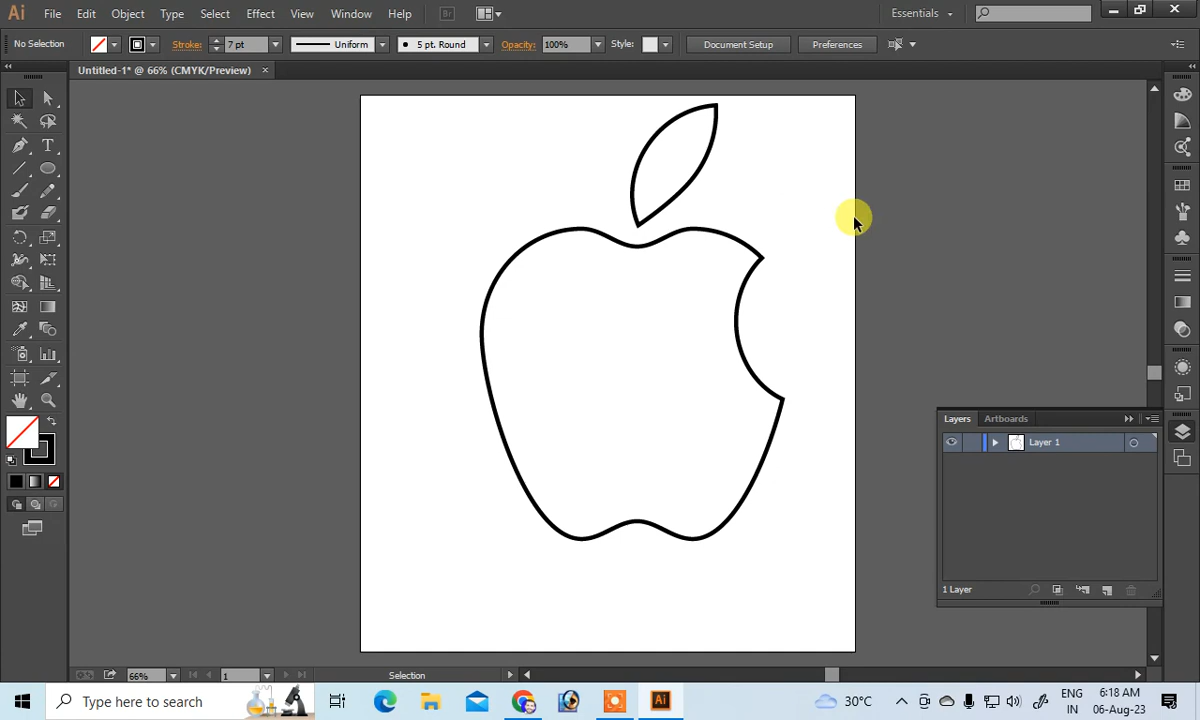 Ai File Edit Object Type Select Effect View Window Help Br Essentials
No Selection Stroke: 7 pt Uniform 5 pt. Round Opacity: 100% Style: Document Setup Preferences
Untitled-1* @ 66% (CMYK/Preview) ×
T
Layers Artboards
Layer 1
1 Layer
66% 1 Selection
Type here to search Ai 30°C ENG 6:18 AM
IN 06-Aug-23